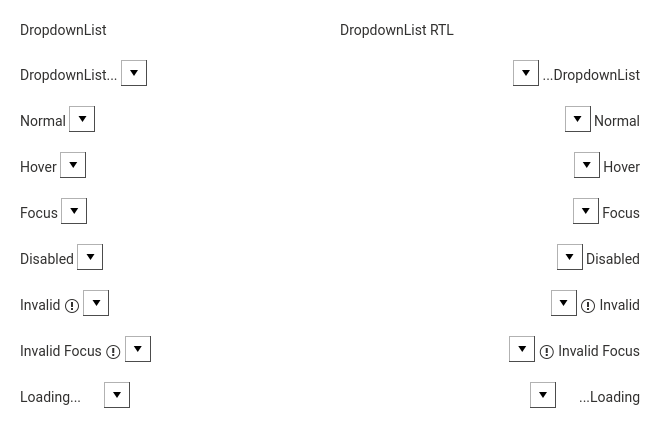 DropdownList
DropdownList...
Normal
Hover
Focus
Disabled
Invalid
Invalid Focus
Loading...
DropdownList RTL
...DropdownList
Normal
Hover
Focus
Disabled
Invalid
Invalid Focus
...Loading